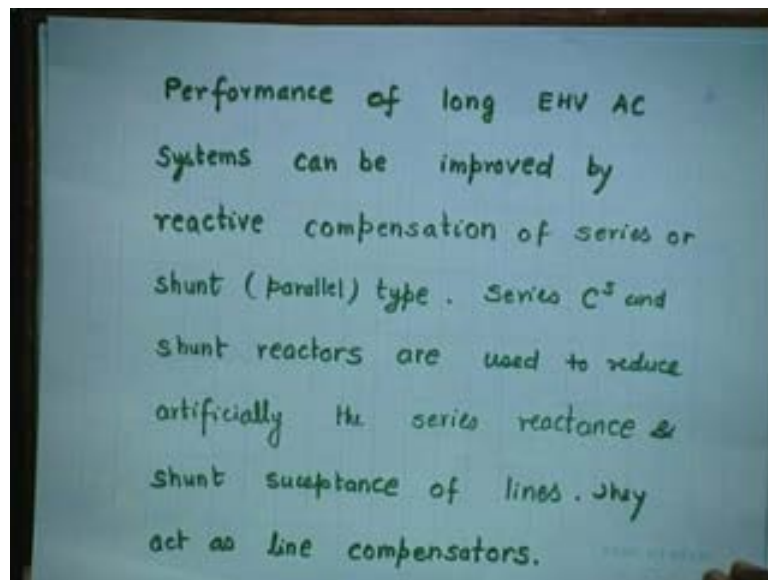 Performance of long EHV AC
Systems can be improved by
reactive compensation of series or
shunt (parallel) type. Series Cˢ and
shunt reactors are used to reduce
artificially the series reactance &
shunt suceptance of lines. They
act as line compensators.